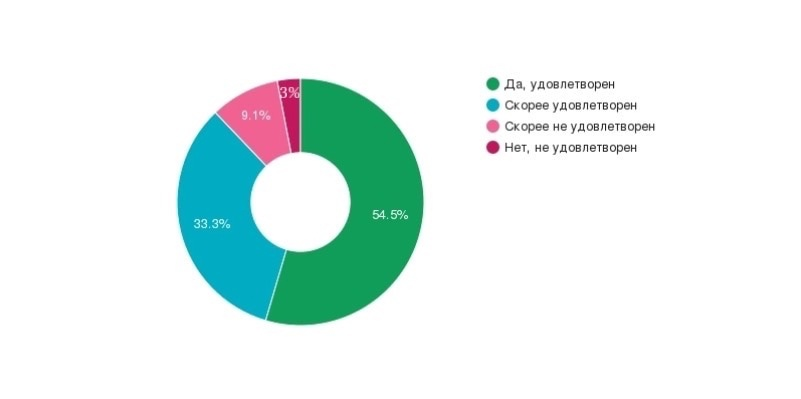 3%
9.1%
33.3%
54.5%
Да, удовлетворен
Скорее удовлетворен
Скорее не удовлетворен
Нет, не удовлетворен